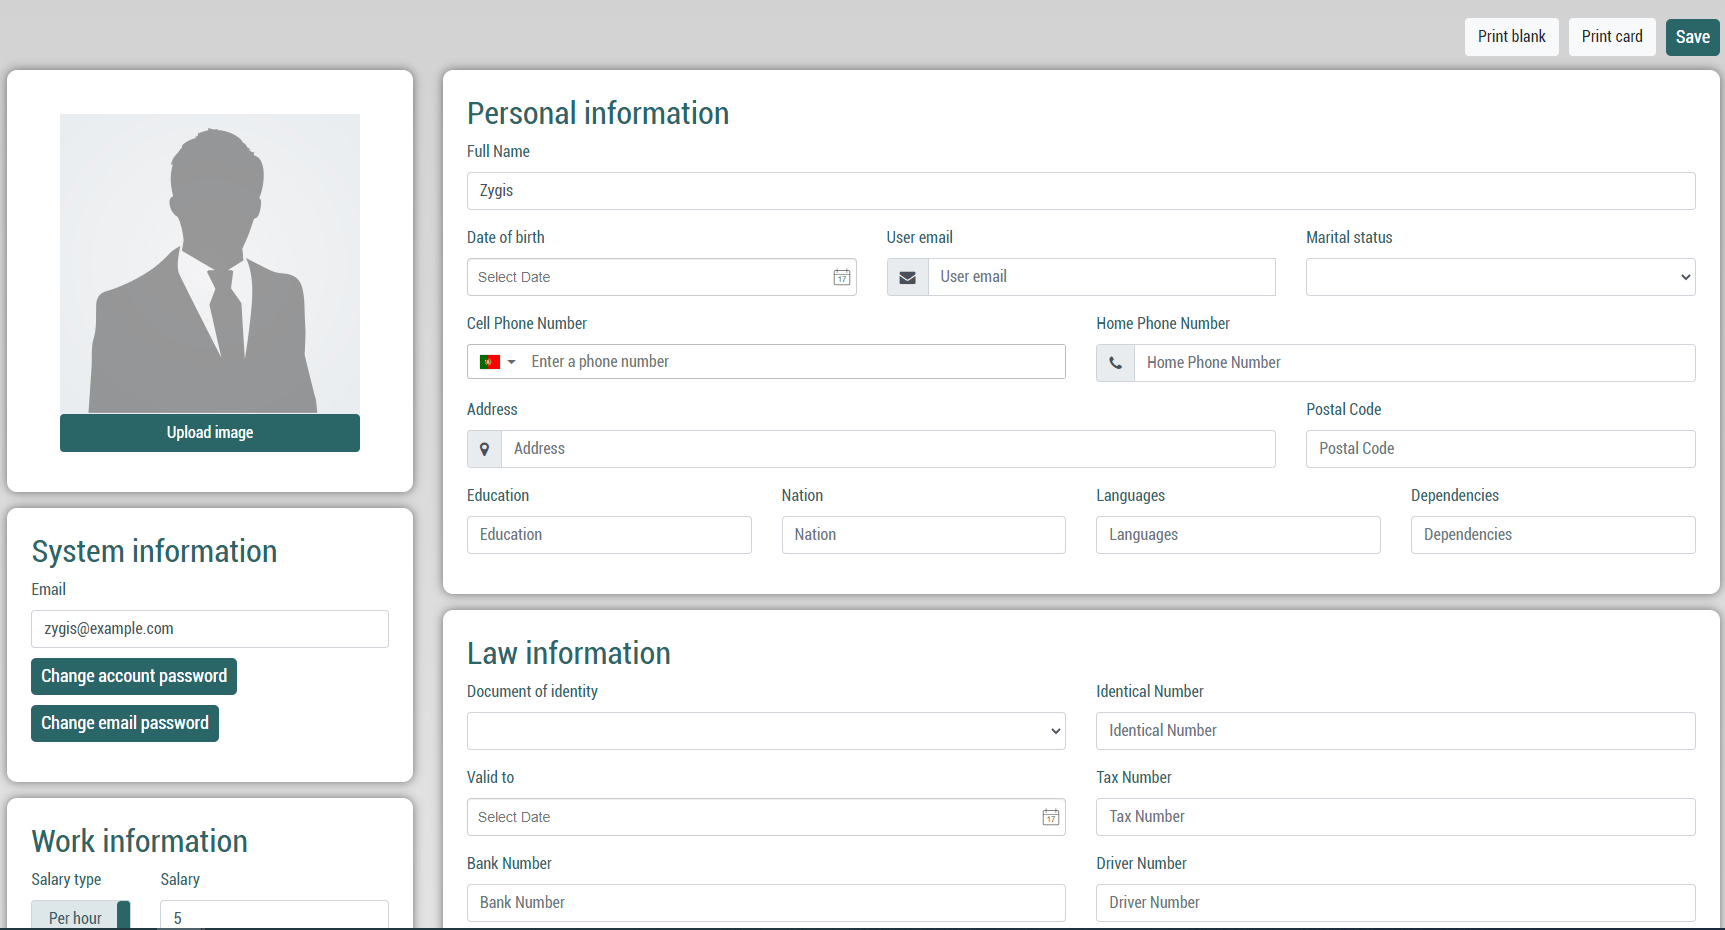 Print blank
Print card
Save
Upload image
System information
Email
zygis@example.com
Change account password
Change email password
Work information
Salary type Salary
Per hour 5
Personal information
Full Name
Zygis
Date of birth User email Marital status
Select Date 17 User email
Cell Phone Number Home Phone Number
Enter a phone number Home Phone Number
Address Postal Code
Address Postal Code
Education Nation Languages Dependencies
Education Nation Languages Dependencies
Law information
Document of identity Identical Number
Identical Number
Valid to Tax Number
Select Date 17 Tax Number
Bank Number Driver Number
Bank Number Driver Number